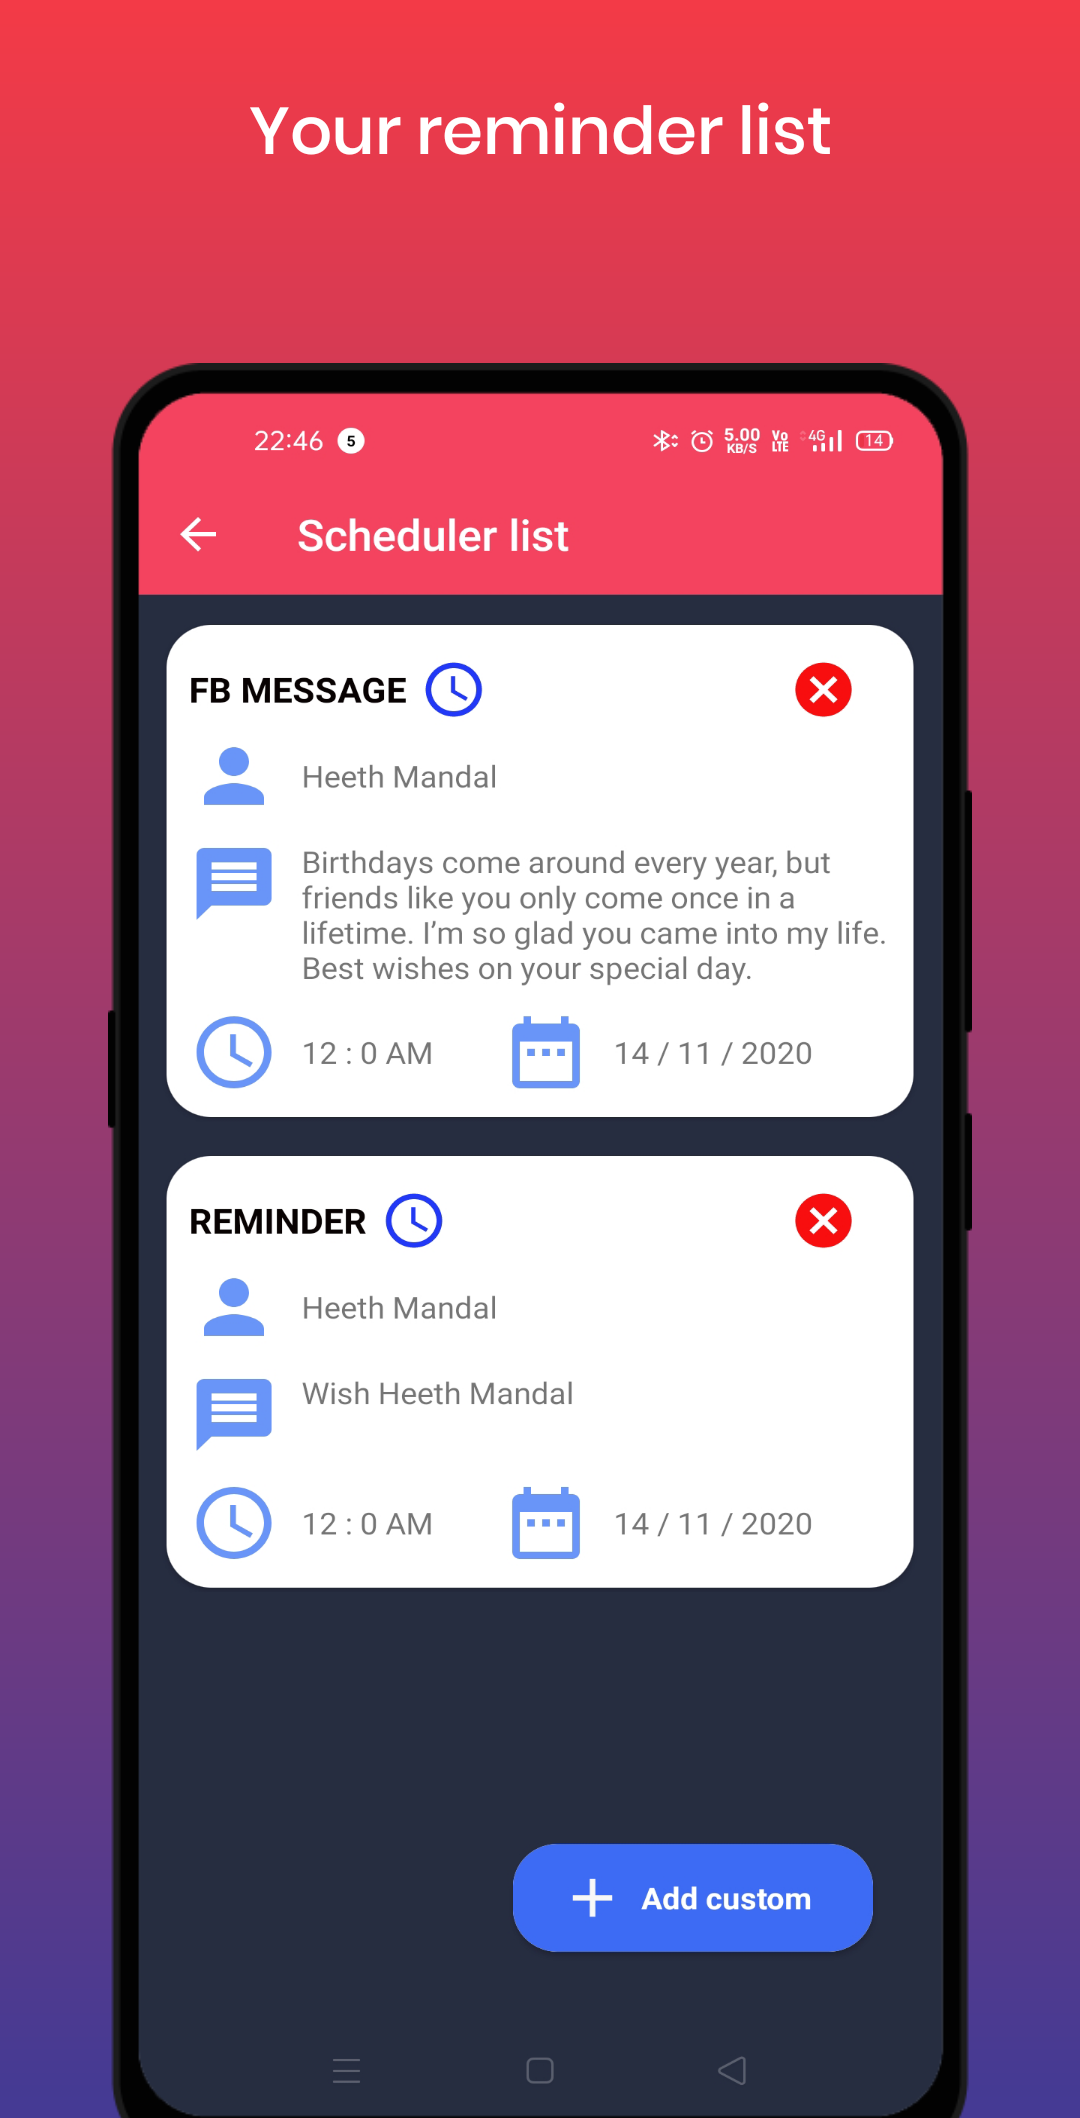 Your reminder list
22:46 5 5.00 KB/S Vo LTE 4G 14
Scheduler list
FB MESSAGE
Heeth Mandal
Birthdays come around every year, but
friends like you only come once in a
lifetime. I’m so glad you came into my life.
Best wishes on your special day.
12 : 0 AM 14 / 11 / 2020
REMINDER
Heeth Mandal
Wish Heeth Mandal
12 : 0 AM 14 / 11 / 2020
Add custom